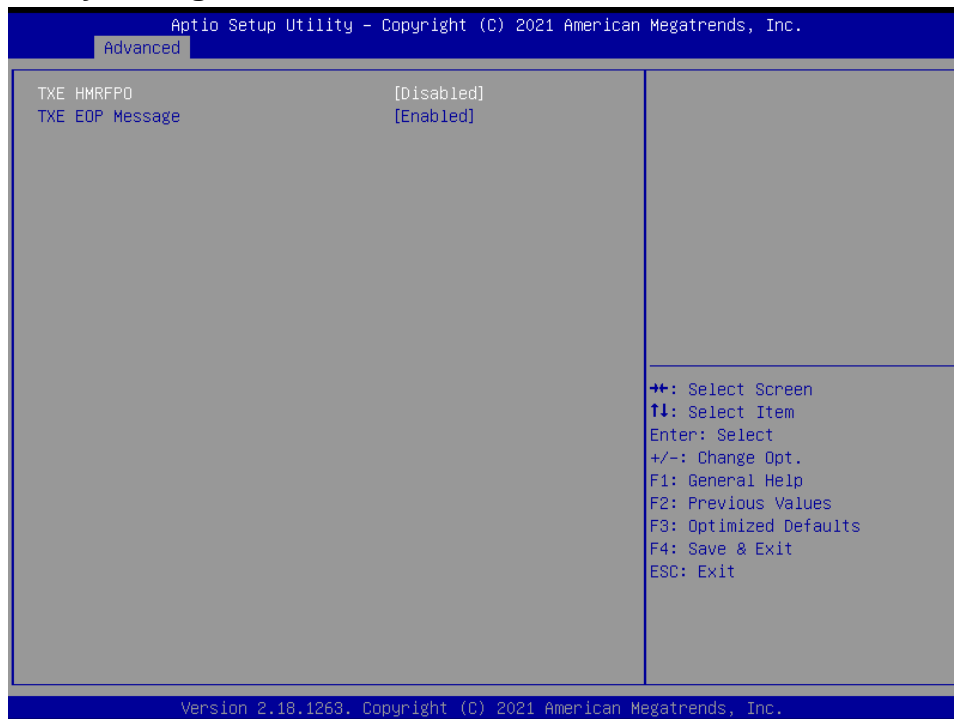 Aptio Setup Utility – Copyright (C) 2021 American Megatrends, Inc.
Advanced
TXE HMRFPO [Disabled]
TXE EOP Message [Enabled]
→←: Select Screen
↑↓: Select Item
Enter: Select
+/-: Change Opt.
F1: General Help
F2: Previous Values
F3: Optimized Defaults
F4: Save & Exit
ESC: Exit
Version 2.18.1263. Copyright (C) 2021 American Megatrends, Inc.